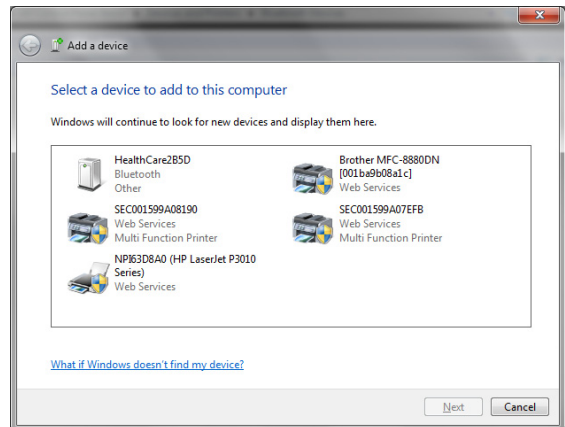 Add a device
Select a device to add to this computer
Windows will continue to look for new devices and display them here.
HealthCare2B5D
Bluetooth
Other
Brother MFC-8880DN
[001ba9b08a1c]
Web Services
SEC001599A08190
Web Services
Multi Function Printer
SEC001599A07EFB
Web Services
Multi Function Printer
NPI63D8A0 (HP LaserJet P3010
Series)
Web Services
What if Windows doesn't find my device?
Next
Cancel